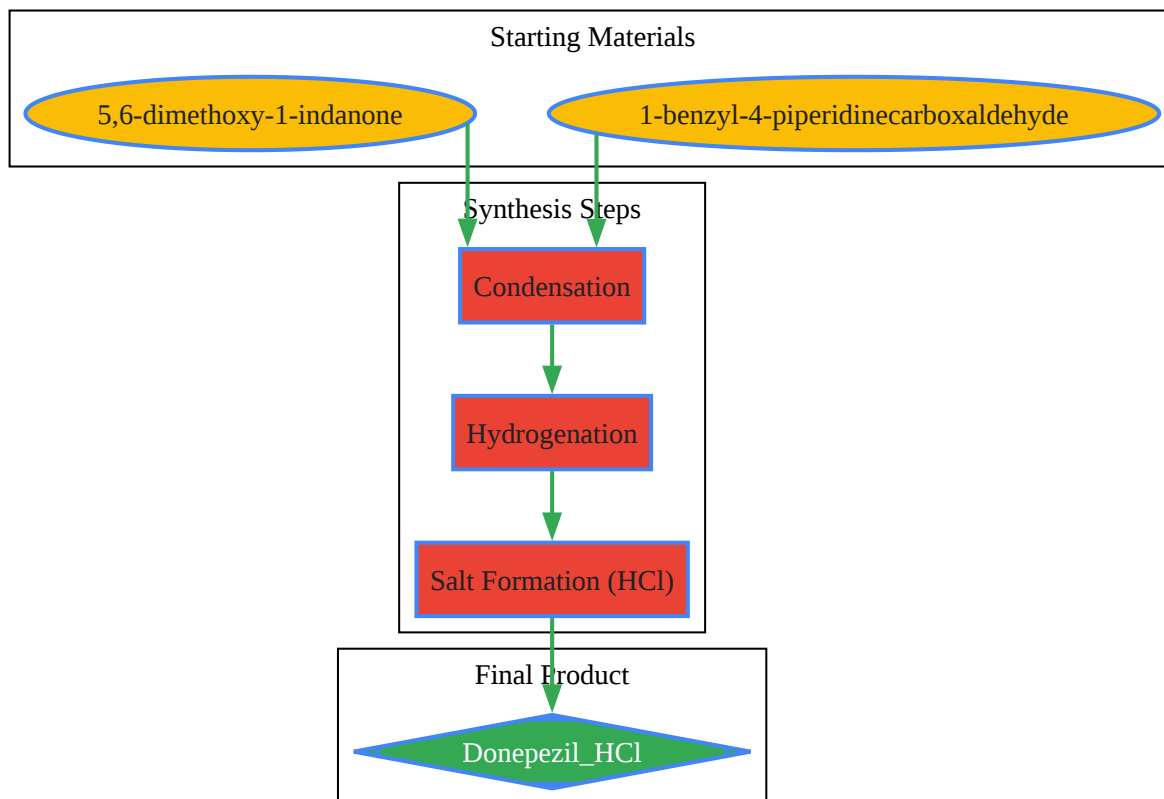 Starting Materials
5,6-dimethoxy-1-indanone
1-benzyl-4-piperidinecarboxaldehyde
Synthesis Steps
Condensation
Hydrogenation
Salt Formation (HCl)
Final Product
Donepezil_HCl